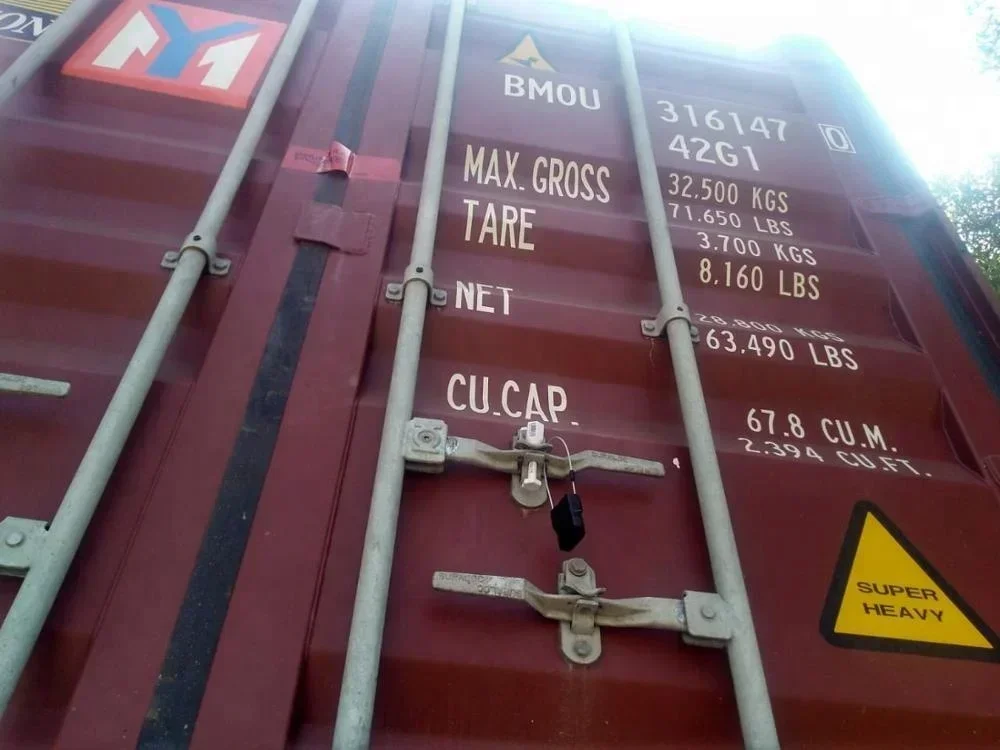 ON
BMOU
316147 0
42G1
MAX. GROSS
32.500 KGS
71.650 LBS
TARE
3.700 KGS
8,160 LBS
NET
28.800 KGS
63.490 LBS
CU.CAP.
67.8 CU.M.
2.394 CU.FT.
SUPER
HEAVY